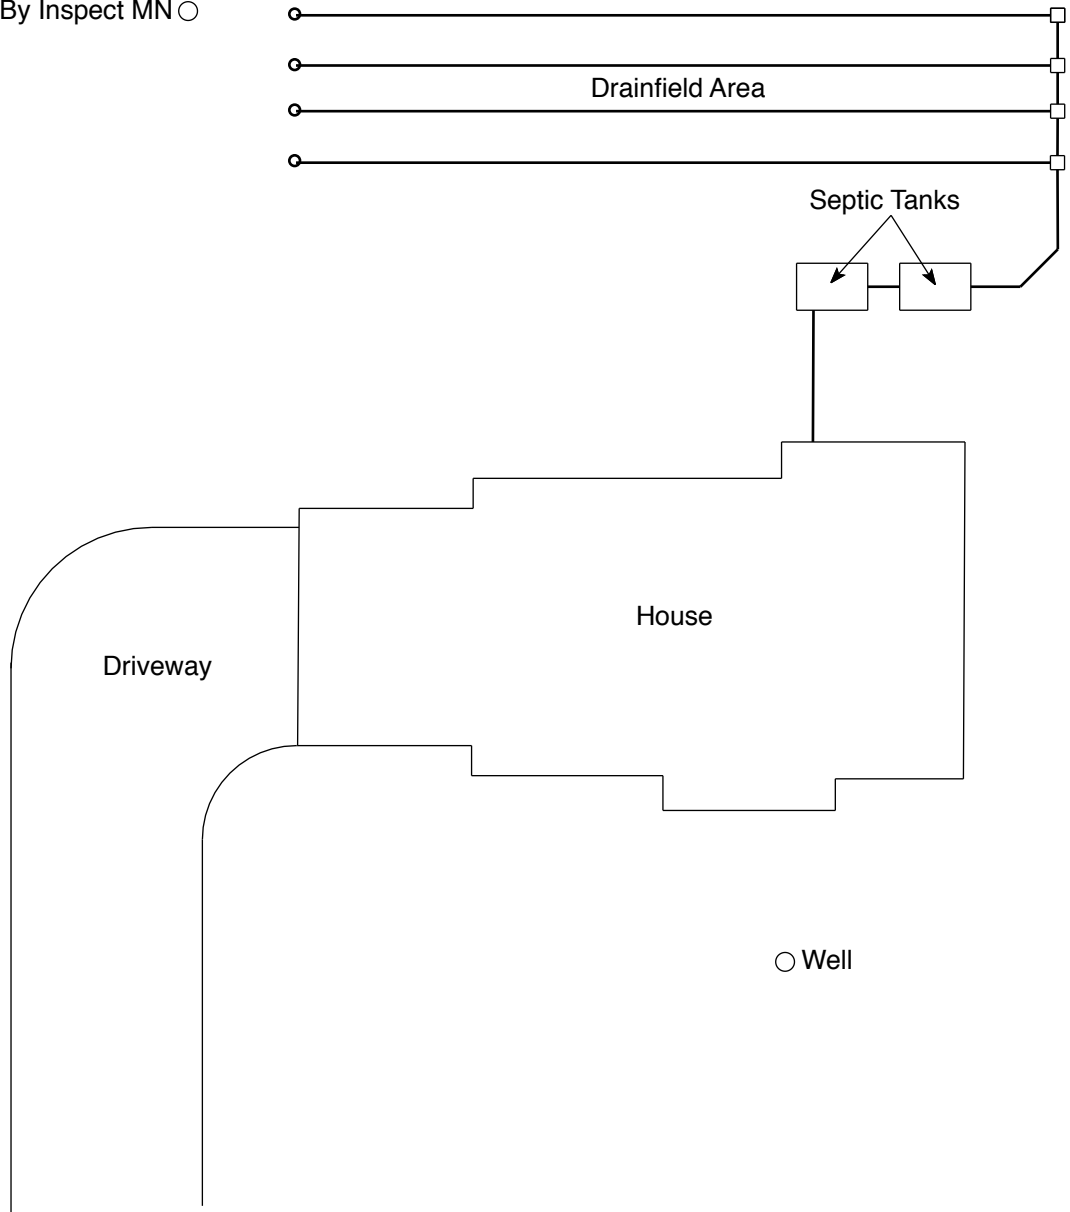 By Inspect MN
Drainfield Area
Septic Tanks
House
Driveway
Well